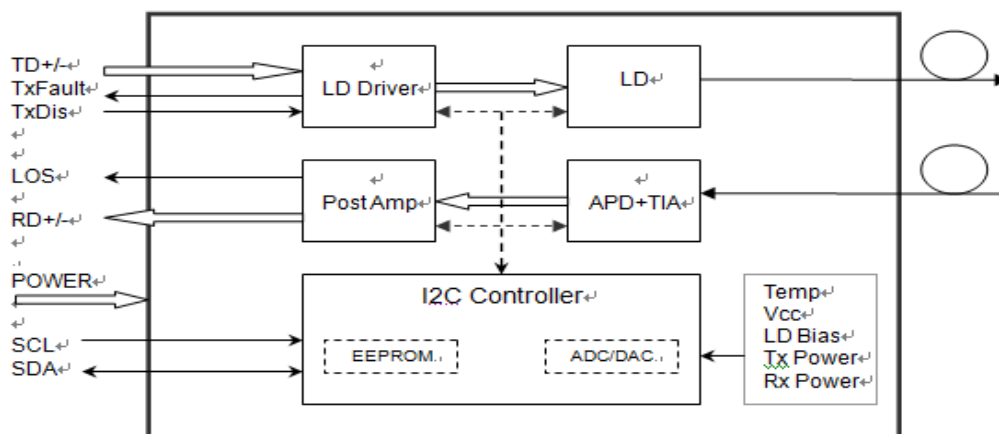 TD+/-
TxFault
TxDis
LOS
RD+/-
POWER
SCL
SDA
LD Driver
LD
Post Amp
APD+TIA
I2C Controller
EEPROM.
ADC/DAC.
Temp
Vcc
LD Bias
Tx Power
Rx Power